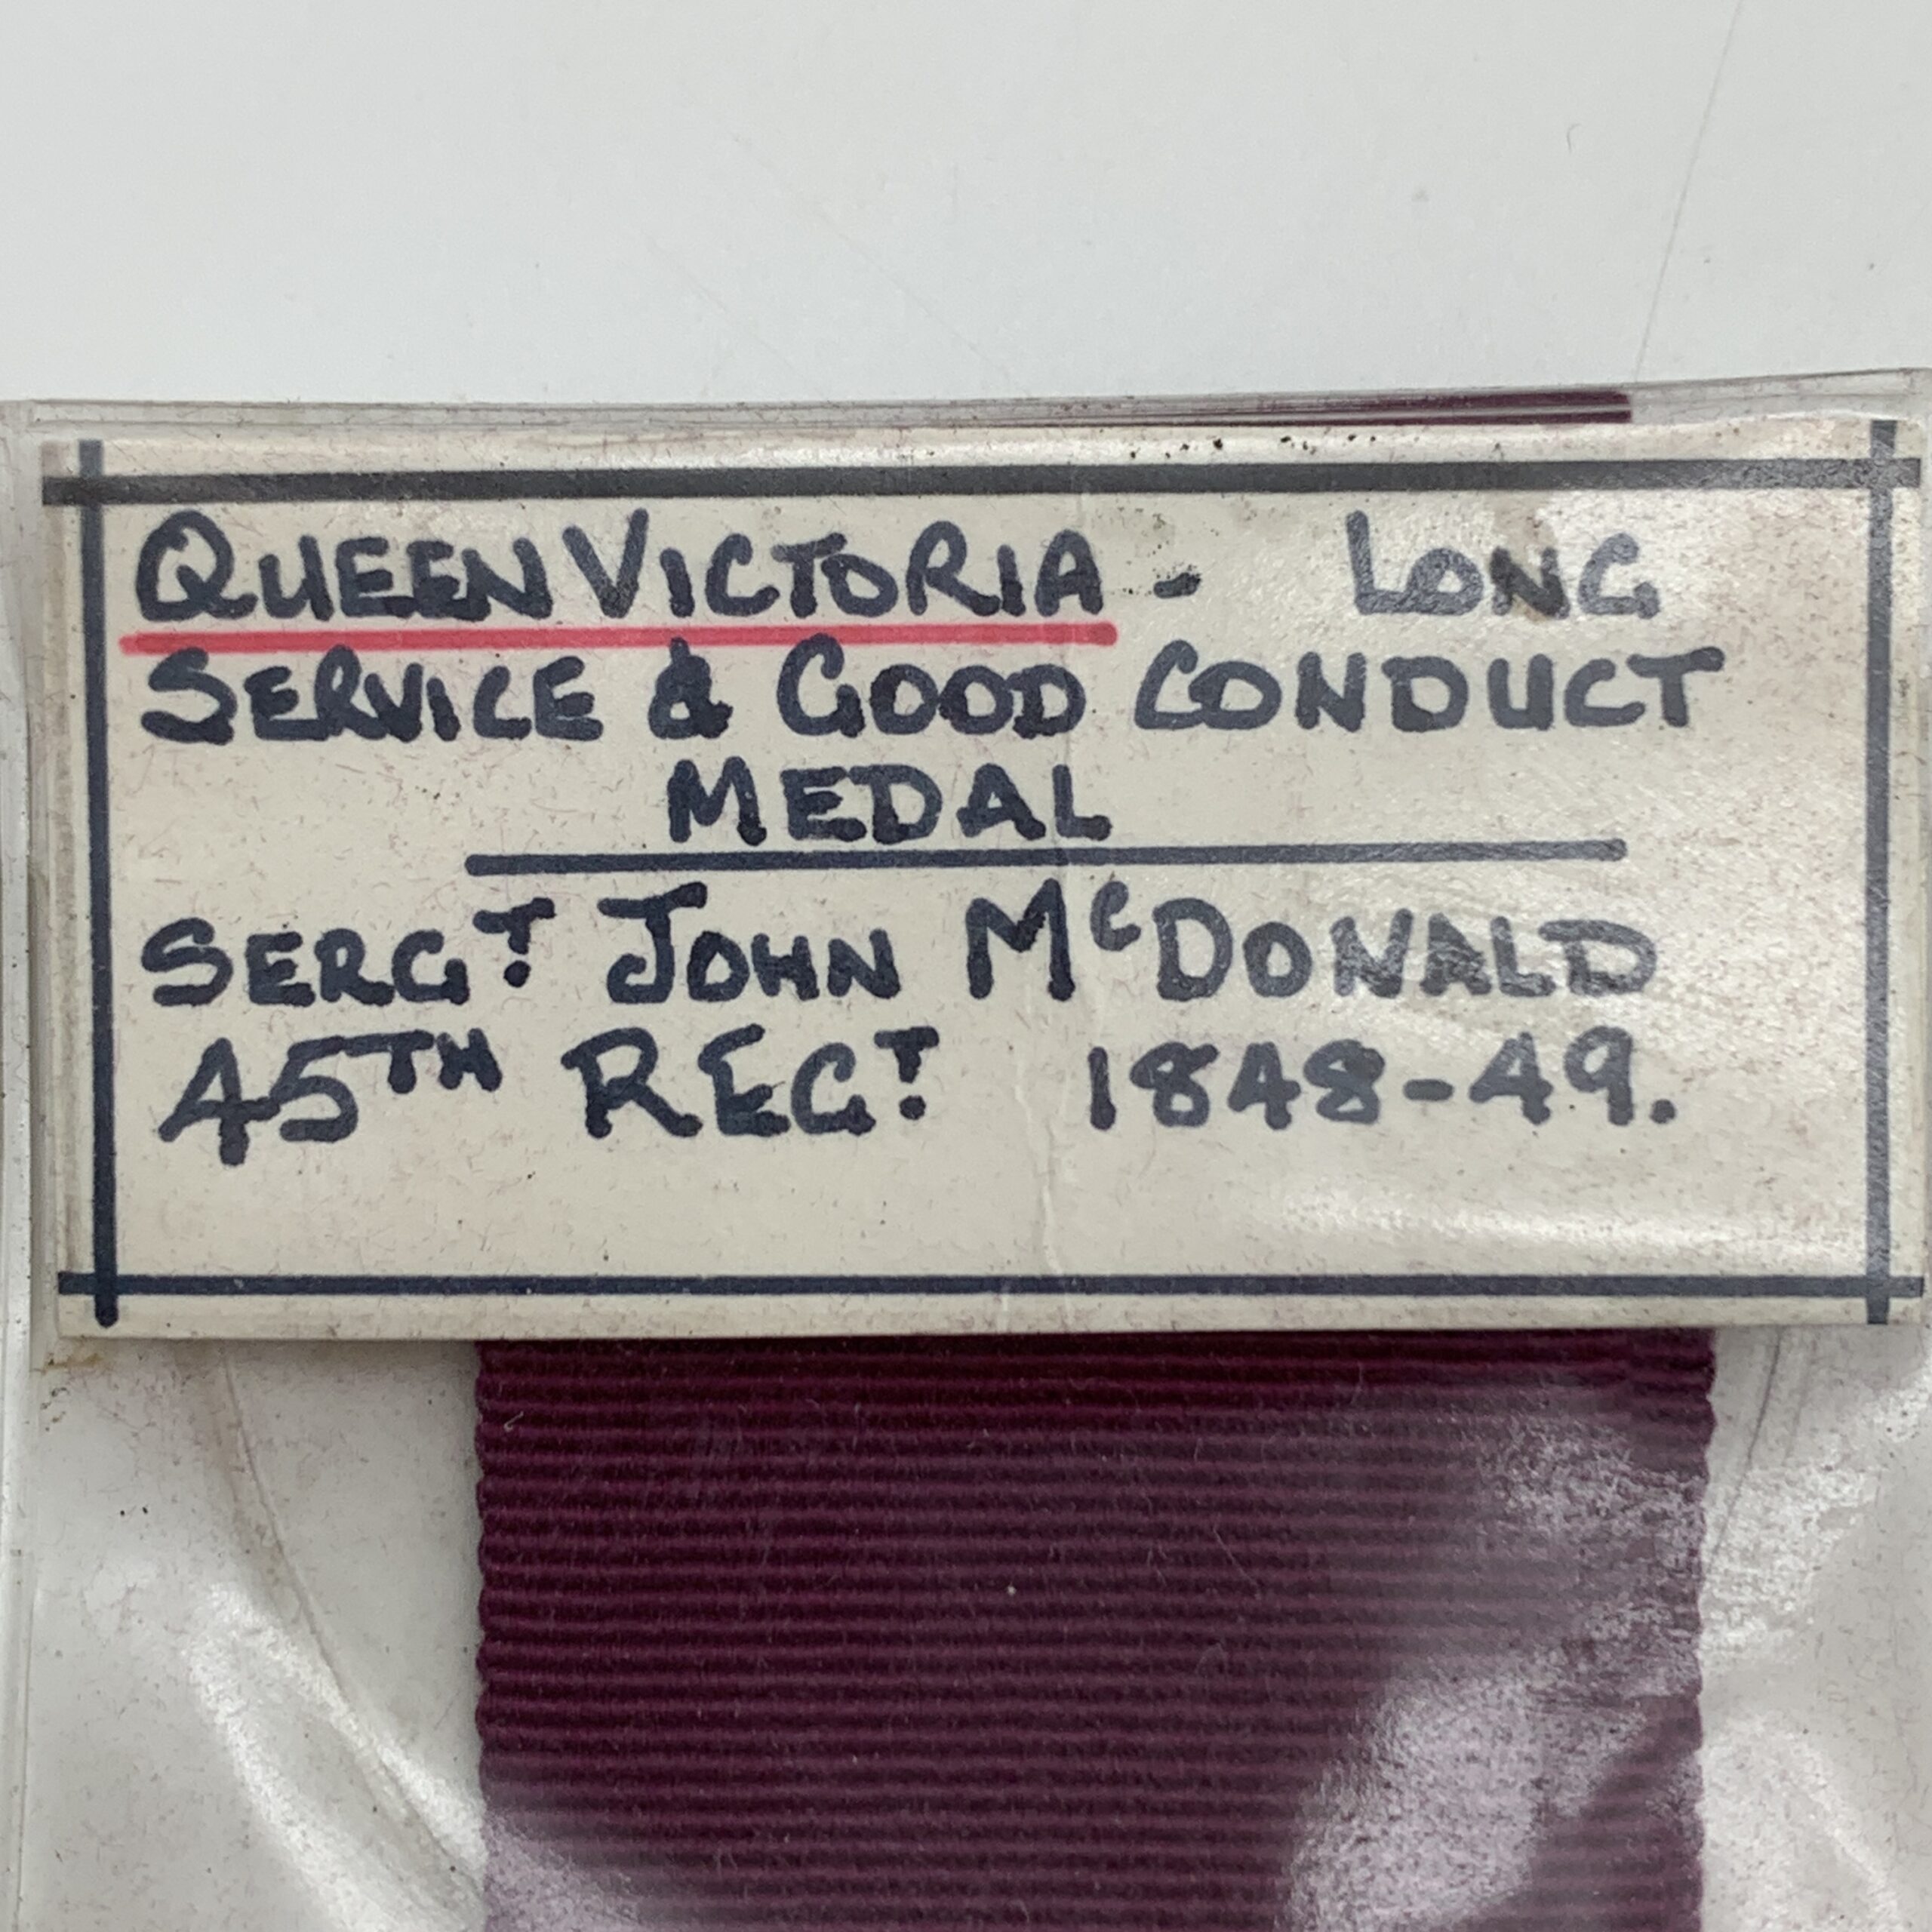 QUEEN VICTORIA - LONG
SERVICE & GOOD CONDUCT
MEDAL
SERGT. JOHN McDONALD
45TH REGT. 1848-49.